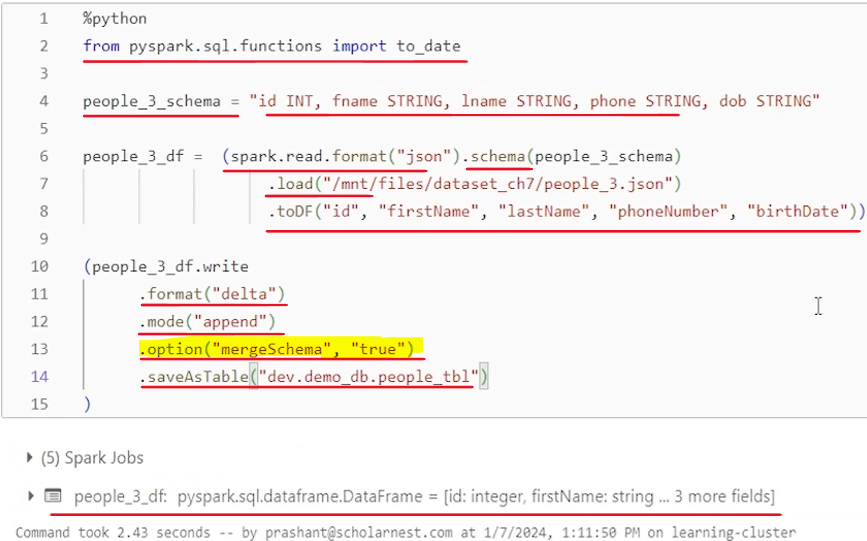 1 %python
2 from pyspark.sql.functions import to_date
3
4 people_3_schema = "id INT, fname STRING, lname STRING, phone STRING, dob STRING"
5
6 people_3_df = (spark.read.format("json").schema(people_3_schema)
7 .load("/mnt/files/dataset_ch7/people_3.json")
8 .toDF("id", "firstName", "lastName", "phoneNumber", "birthDate"))
9
10 (people_3_df.write
11 .format("delta")
12 .mode("append")
13 .option("mergeSchema", "true")
14 .saveAsTable("dev.demo_db.people_tbl")
15 )
(5) Spark Jobs
people_3_df: pyspark.sql.dataframe.DataFrame = [id: integer, firstName: string ... 3 more fields]
Command took 2.43 seconds -- by prashant@scholarnest.com at 1/7/2024, 1:11:50 PM on learning-cluster